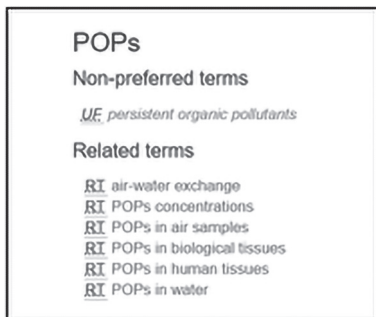 POPs
Non-preferred terms
UF persistent organic pollutants
Related terms
RT air-water exchange
RT POPs concentrations
RT POPs in air samples
RT POPs in biological tissues
RT POPs in human tissues
RT POPs in water